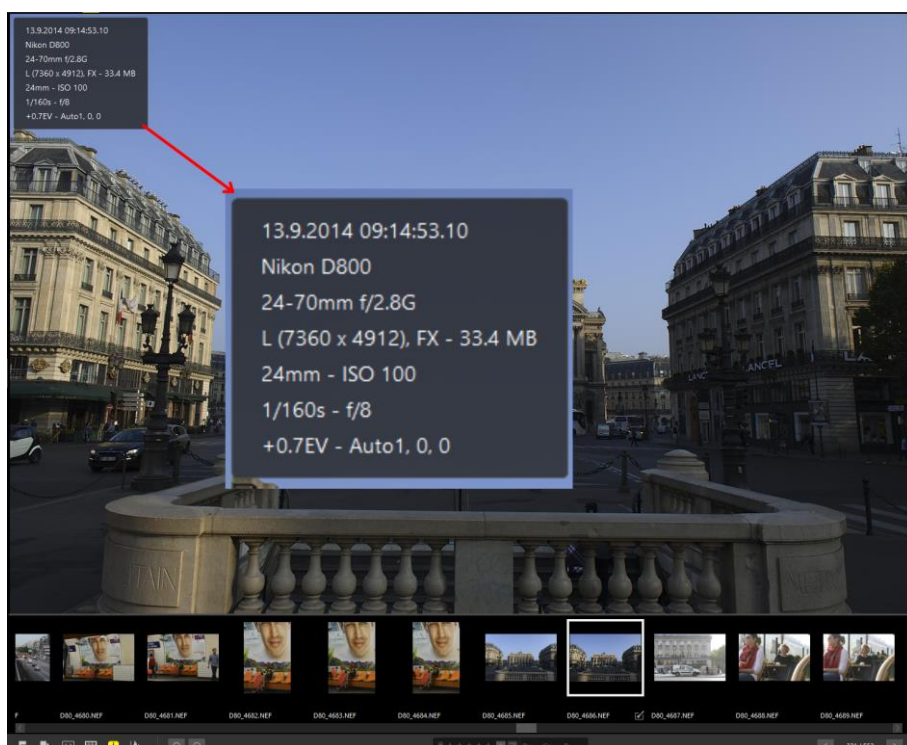 13.9.2014 09:14:53.10
Nikon D800
24-70mm f/2.8G
L (7360 x 4912), FX - 33.4 MB
24mm - ISO 100
1/160s - f/8
+0.7EV - Auto1, 0, 0
13.9.2014 09:14:53.10
Nikon D800
24-70mm f/2.8G
L (7360 x 4912), FX - 33.4 MB
24mm - ISO 100
1/160s - f/8
+0.7EV - Auto1, 0, 0
LANCEL
F D80_4680.NEF D80_4681.NEF D80_4682.NEF D80_4683.NEF D80_4684.NEF D80_4685.NEF D80_4686.NEF D80_4687.NEF D80_4688.NEF D80_4689.NEF